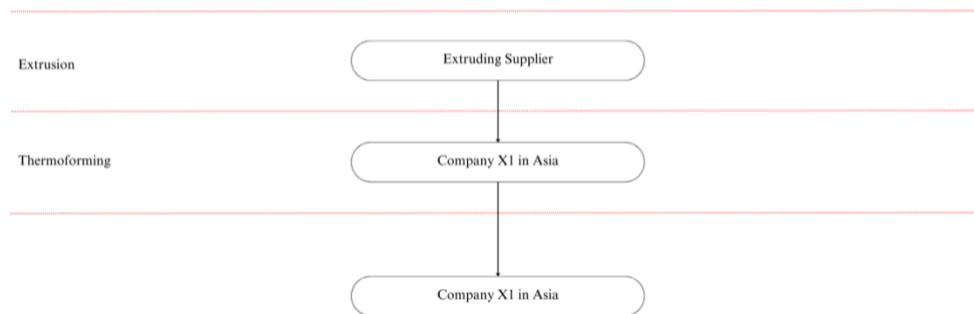 Extrusion
Extruding Supplier
Thermoforming
Company X1 in Asia
Company X1 in Asia